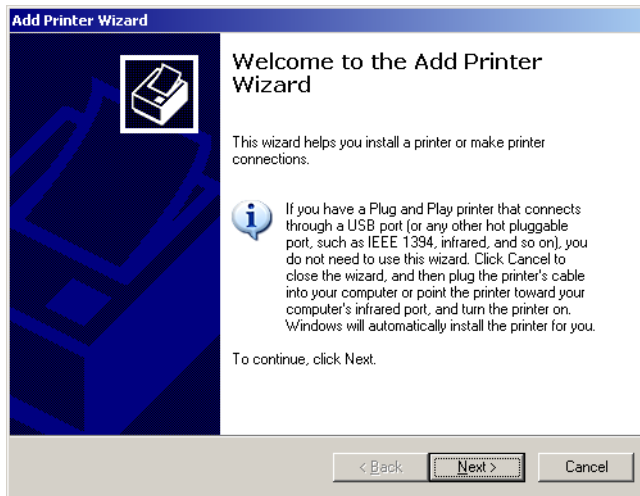 Add Printer Wizard
Welcome to the Add Printer
Wizard
This wizard helps you install a printer or make printer
connections.
If you have a Plug and Play printer that connects
through a USB port (or any other hot pluggable
port, such as IEEE 1394, infrared, and so on), you
do not need to use this wizard. Click Cancel to
close the wizard, and then plug the printer's cable
into your computer or point the printer toward your
computer's infrared port, and turn the printer on.
Windows will automatically install the printer for you.
To continue, click Next.
< Back Next > Cancel